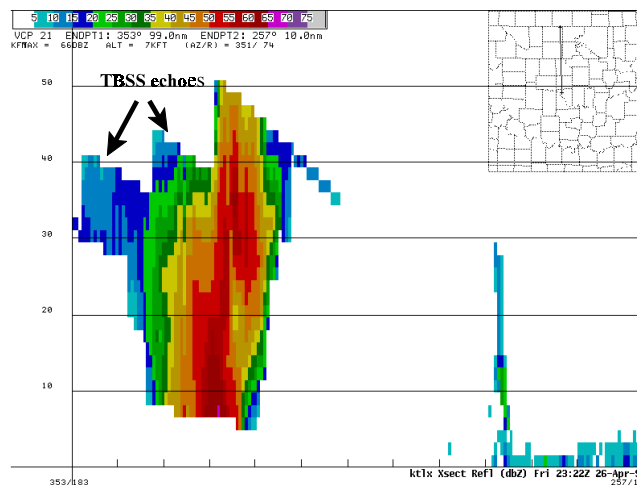 5 10 15 20 25 30 35 40 45 50 55 60 65 70 75
VCP 21 ENDPT1: 353° 99.0nm ENDPT2: 257° 10.0nm
KFMAX = 66DBZ ALT = 7KFT (AZ/R) = 351/ 74
TBSS echoes
50
40
30
20
10
ktlx Xsect Refl (dbZ) Fri 23:22Z 26-Apr-9
353/183
257/1